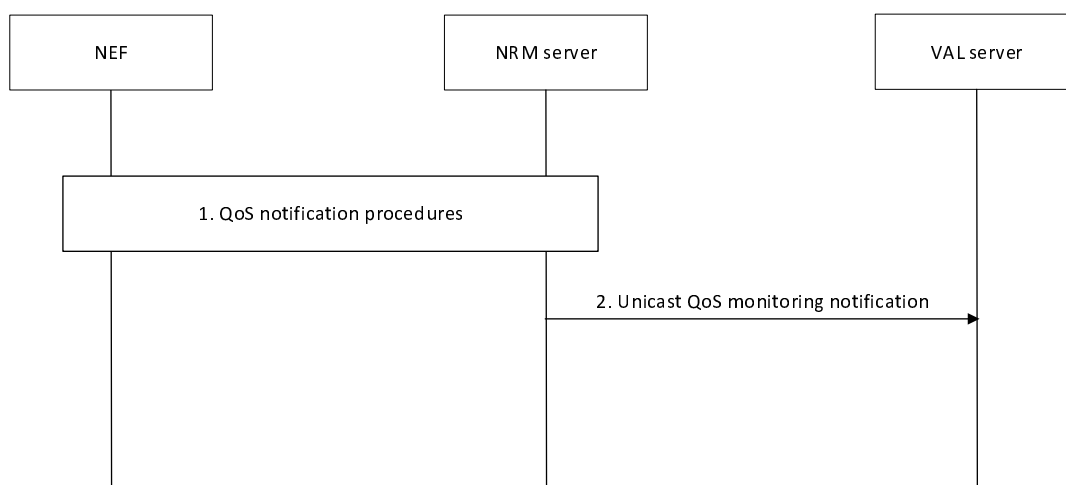 NEF
NRM server
VAL server
1. QoS notification procedures
2. Unicast QoS monitoring notification